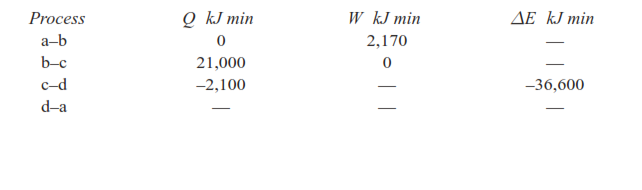 Process Q kJ min W kJ min ΔE kJ min
a–b 0 2,170 —
b–c 21,000 0 —
c–d –2,100 — –36,600
d–a — — —